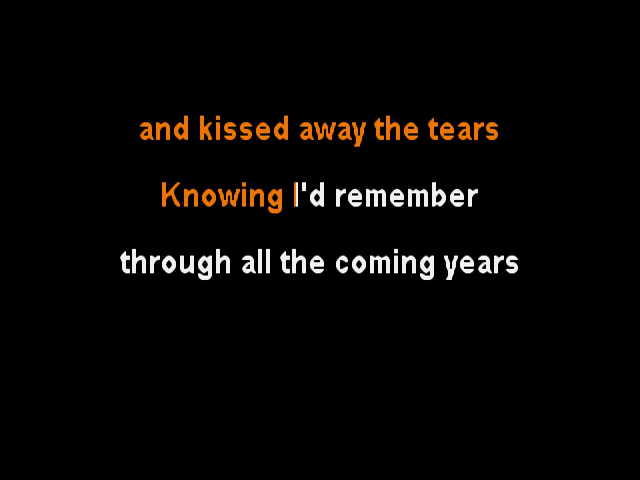 and kissed away the tears
Knowing I'd remember
through all the coming years